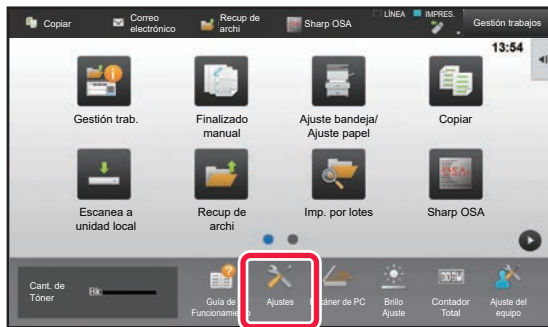 Copiar
Correo
electrónico
Recup de
archi
Sharp OSA
LÍNEA
IMPRES.
Gestión trabajos
13:54
Gestión trab.
Finalizado
manual
Ajuste bandeja/
Ajuste papel
Copiar
Escanea a
unidad local
Recup de
archi
Imp. por lotes
Sharp OSA
Cant. de
Tóner
Bk
Guía de
Funcionamiento
Ajustes
Escáner de PC
Brillo
Ajuste
Contador
Total
Ajuste del
equipo